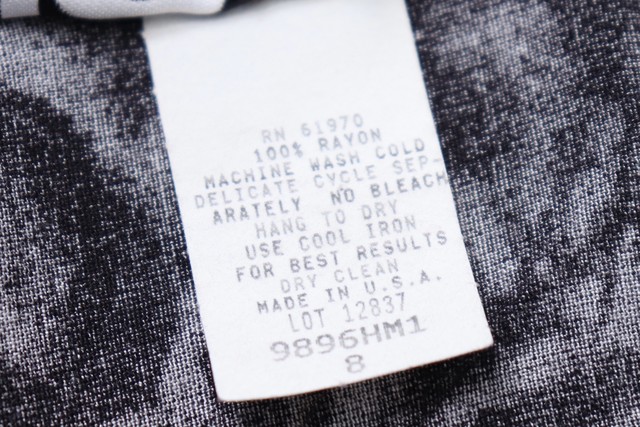 RN 61970
100% RAYON
MACHINE WASH COLD
DELICATE CYCLE SEP-
ARATELY NO BLEACH
HANG TO DRY
USE COOL IRON
FOR BEST RESULTS
DRY CLEAN
MADE IN U.S.A.
LOT 12837
9896HM1
8